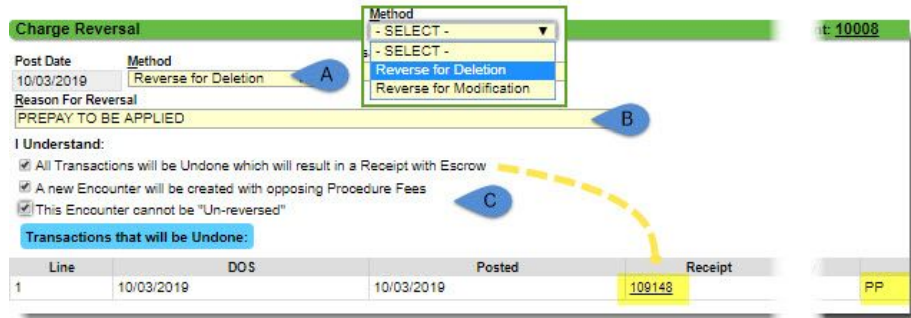 Method
Charge Reversal
- SELECT -
nt: 10008
- SELECT -
Reverse for Deletion
Reverse for Modification
Post Date
Method
10/03/2019
Reverse for Deletion
A
Reason For Reversal
PREPAY TO BE APPLIED
B
I Understand:
All Transactions will be Undone which will result in a Receipt with Escrow
A new Encounter will be created with opposing Procedure Fees
This Encounter cannot be "Un-reversed"
C
Transactions that will be Undone:
Line DOS Posted Receipt
1 10/03/2019 10/03/2019 109148 PP